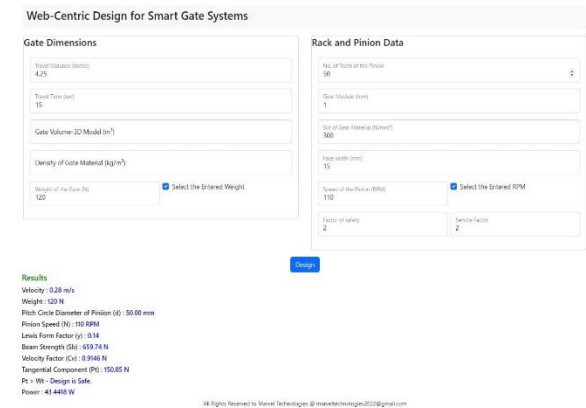 Web-Centric Design for Smart Gate Systems
Gate Dimensions
Travel Distance (metre)
4.25
Travel Time (sec)
15
Gate Volume-3D Model (m³)
Density of Gate Material (kg/m³)
Weight of the Gate (N)
120
Select the Entered Weight
Rack and Pinion Data
No. of Teeth of the Pinion
50
Gear Module (mm)
1
Sut of Gear Material (N/mm²)
300
Face width (mm)
15
Speed of the Pinion (RPM)
110
Select the Entered RPM
Factor of safety
2
Service Factor
2
Design
Results
Velocity : 0.28 m/s
Weight : 120 N
Pitch Circle Diameter of Pinion (d) : 50.00 mm
Pinion Speed (N) : 110 RPM
Lewis Form Factor (y) : 0.14
Beam Strength (Sb) : 659.74 N
Velocity Factor (Cv) : 0.9146 N
Tangential Component (Pt) : 150.85 N
Pt > Wt - Design is Safe.
Power : 43.4418 W
All Rights Reserved to Marvel Technologies @ marveltechnologies2022@gmail.com